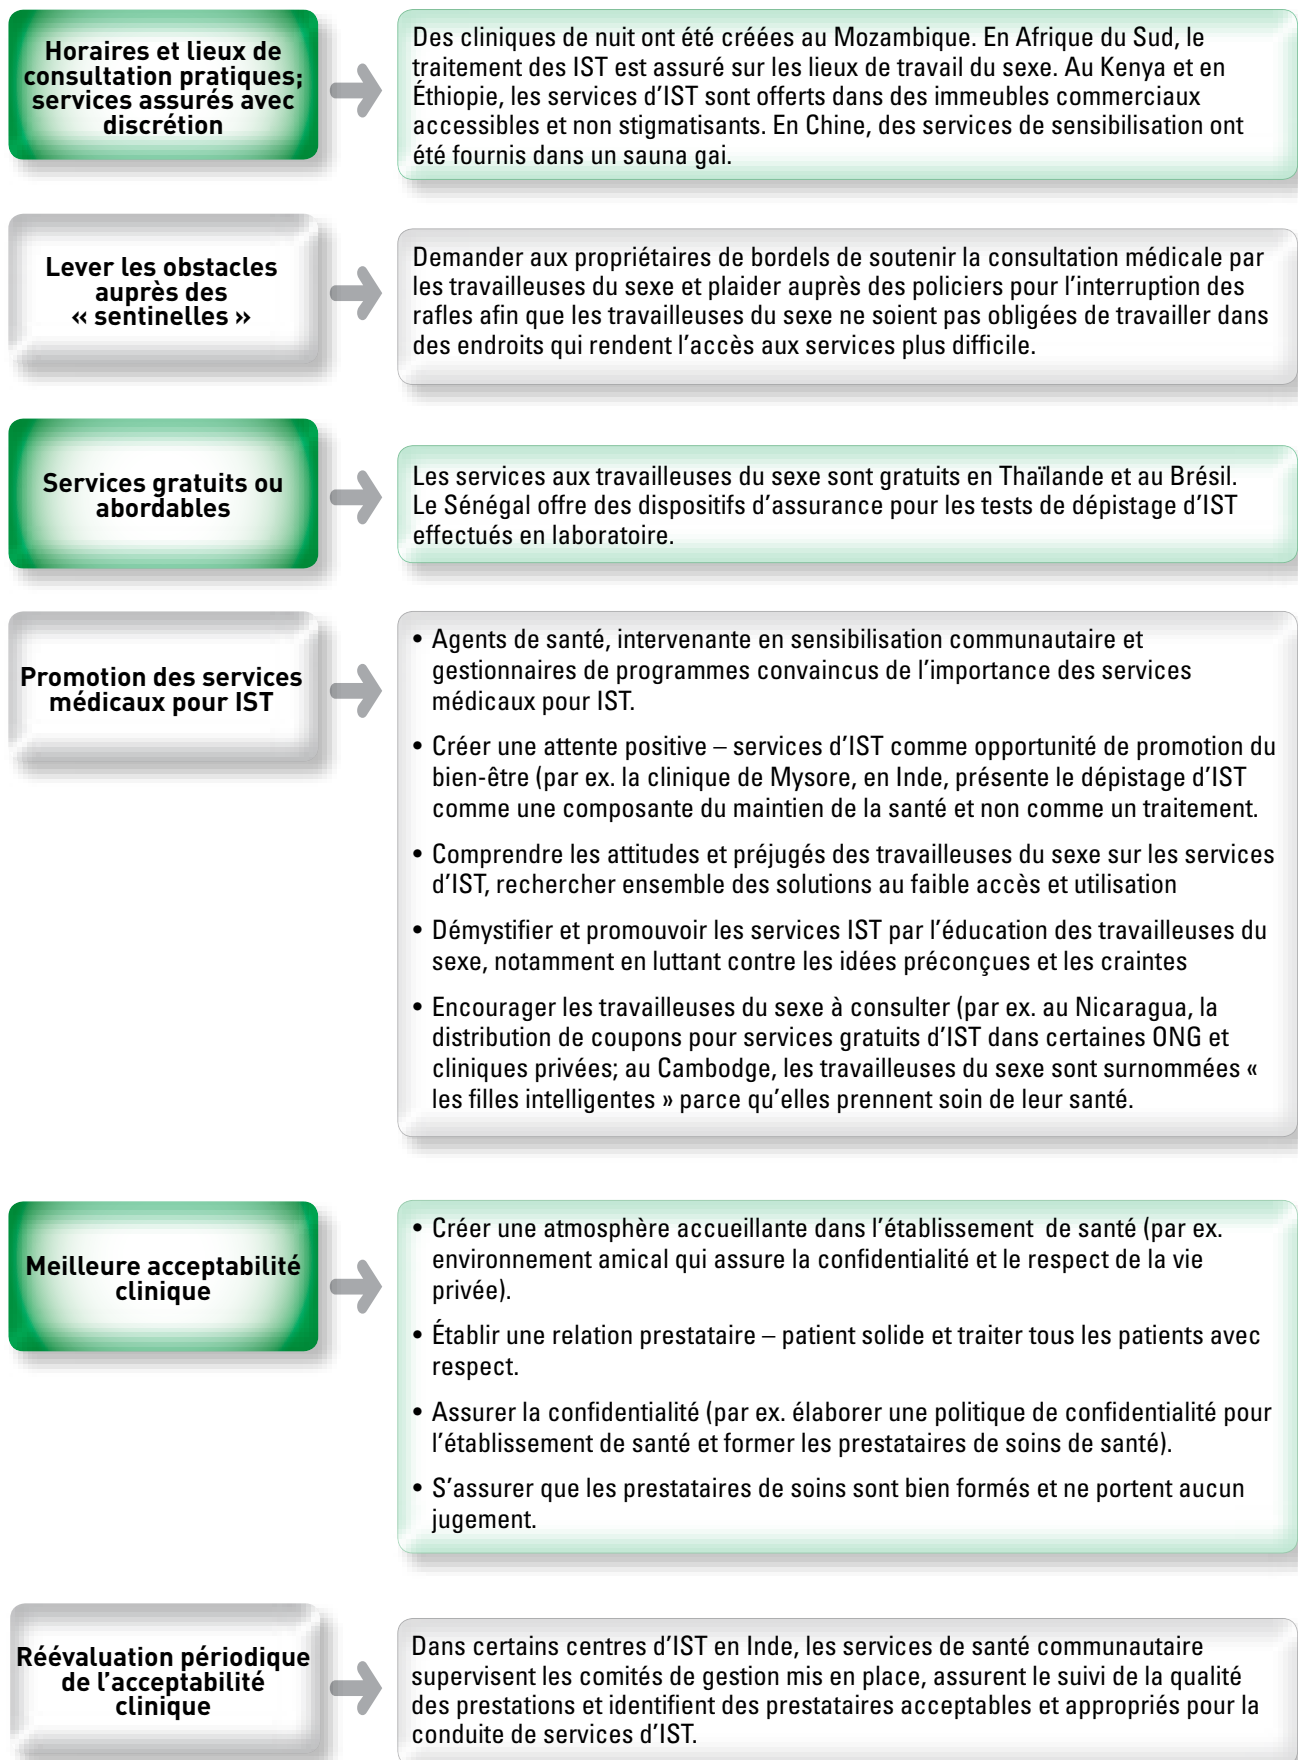 Horaires et lieux de
consultation pratiques;
services assurés avec
discrétion
Des cliniques de nuit ont été créées au Mozambique. En Afrique du Sud, le
traitement des IST est assuré sur les lieux de travail du sexe. Au Kenya et en
Éthiopie, les services d’IST sont offerts dans des immeubles commerciaux
accessibles et non stigmatisants. En Chine, des services de sensibilisation ont
été fournis dans un sauna gai.
Lever les obstacles
auprès des
« sentinelles »
Demander aux propriétaires de bordels de soutenir la consultation médicale par
les travailleuses du sexe et plaider auprès des policiers pour l’interruption des
rafles afin que les travailleuses du sexe ne soient pas obligées de travailler dans
des endroits qui rendent l’accès aux services plus difficile.
Services gratuits ou
abordables
Les services aux travailleuses du sexe sont gratuits en Thaïlande et au Brésil.
Le Sénégal offre des dispositifs d’assurance pour les tests de dépistage d’IST
effectués en laboratoire.
Promotion des services
médicaux pour IST
• Agents de santé, intervenante en sensibilisation communautaire et
gestionnaires de programmes convaincus de l’importance des services
médicaux pour IST.
• Créer une attente positive – services d’IST comme opportunité de promotion du
bien-être (par ex. la clinique de Mysore, en Inde, présente le dépistage d’IST
comme une composante du maintien de la santé et non comme un traitement.
• Comprendre les attitudes et préjugés des travailleuses du sexe sur les services
d’IST, rechercher ensemble des solutions au faible accès et utilisation
• Démystifier et promouvoir les services IST par l’éducation des travailleuses du
sexe, notamment en luttant contre les idées préconçues et les craintes
• Encourager les travailleuses du sexe à consulter (par ex. au Nicaragua, la
distribution de coupons pour services gratuits d’IST dans certaines ONG et
cliniques privées; au Cambodge, les travailleuses du sexe sont surnommées «
les filles intelligentes » parce qu’elles prennent soin de leur santé.
Meilleure acceptabilité
clinique
• Créer une atmosphère accueillante dans l’établissement de santé (par ex.
environnement amical qui assure la confidentialité et le respect de la vie
privée).
• Établir une relation prestataire – patient solide et traiter tous les patients avec
respect.
• Assurer la confidentialité (par ex. élaborer une politique de confidentialité pour
l’établissement de santé et former les prestataires de soins de santé).
• S’assurer que les prestataires de soins sont bien formés et ne portent aucun
jugement.
Réévaluation périodique
de l’acceptabilité
clinique
Dans certains centres d’IST en Inde, les services de santé communautaire
supervisent les comités de gestion mis en place, assurent le suivi de la qualité
des prestations et identifient des prestataires acceptables et appropriés pour la
conduite de services d’IST.